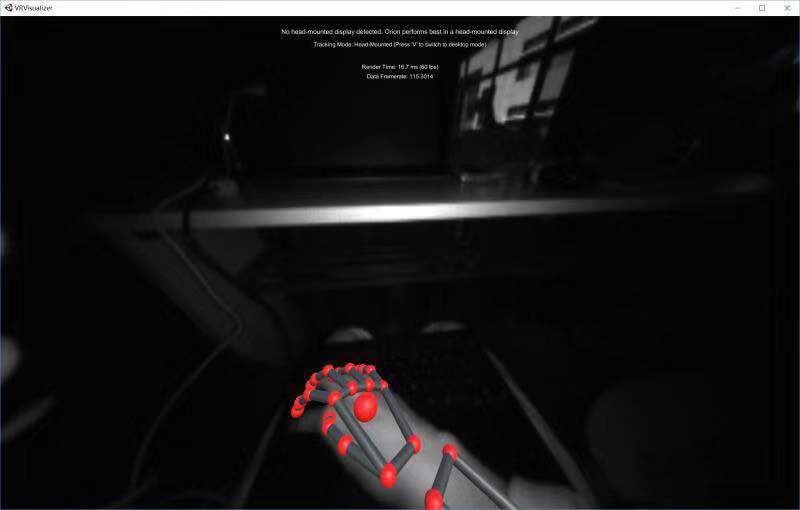 VRVisualizer
No head-mounted display detected. Orion performs best in a head-mounted display
Tracking Mode: Head-Mounted (Press 'V' to switch to desktop mode)
Render Time: 16.7 ms (60 fps)
Data Framerate: 115.3014